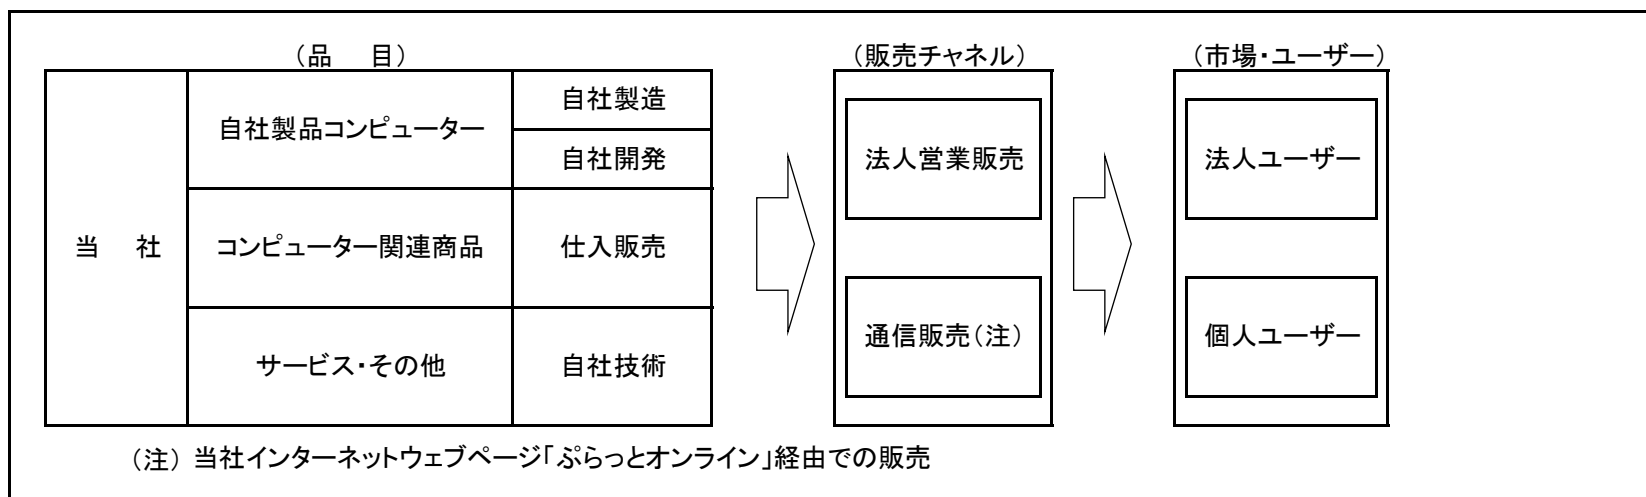 （品　目）
（販売チャネル）
（市場・ユーザー）
当　社
自社製品コンピューター
自社製造
自社開発
コンピューター関連商品
仕入販売
サービス・その他
自社技術
法人営業販売
通信販売（注）
法人ユーザー
個人ユーザー
（注）当社インターネットウェブページ「ぷらっとオンライン」経由での販売